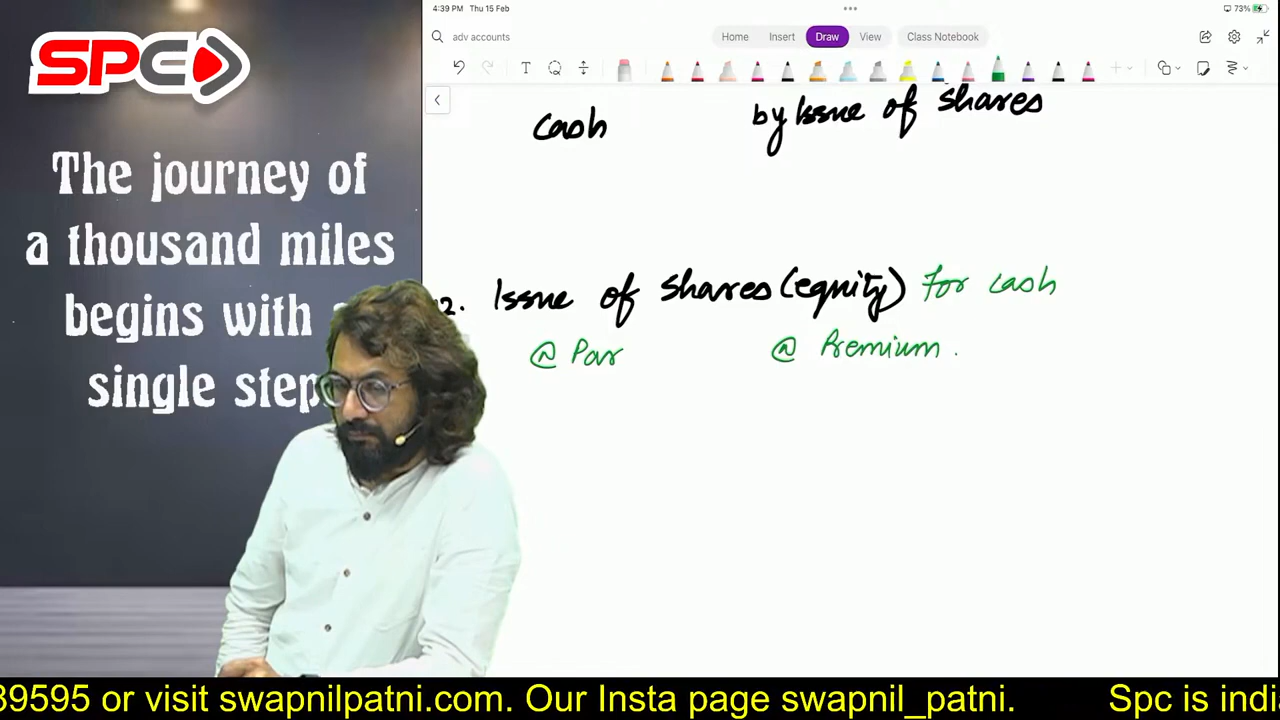 SPC
The journey of
a thousand miles
begins with a
single step
4:39 PM Thu 15 Feb
73%
adv accounts
Home Insert Draw View Class Notebook
cash by Issue of shares
2. Issue of shares (equity) for cash
@ Par @ Premium.
39595 or visit swapnilpatni.com. Our Insta page swapnil_patni. Spc is indi